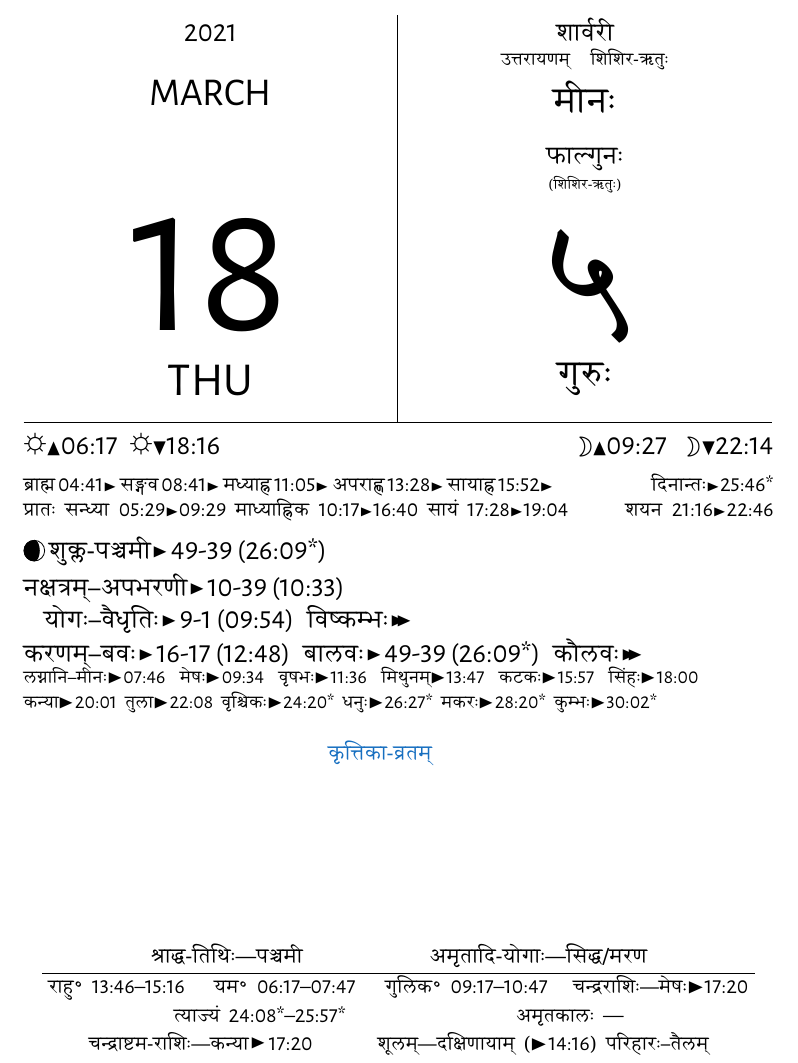 2021
MARCH
18
THU
शार्वरी
उत्तरायणम् शिशिर-ऋतुः
मीनः
फाल्गुनः
(शिशिर-ऋतुः)
५
गुरुः
☼▲06:17 ☼▼18:16 ☽▲09:27 ☽▼22:14
ब्राह्म 04:41► सङ्गव 08:41► मध्याह्न 11:05► अपराह्ण 13:28► सायाह्न 15:52► दिनान्तः►25:46*
प्रातः सन्ध्या 05:29►09:29 माध्याह्निक 10:17►16:40 सायं 17:28►19:04 शयन 21:16►22:46
शुक्ल-पञ्चमी►49-39 (26:09*)
नक्षत्रम्–अपभरणी►10-39 (10:33)
योगः–वैधृतिः►9-1 (09:54) विष्कम्भः►►
करणम्–बवः►16-17 (12:48) बालवः►49-39 (26:09*) कौलवः►►
लग्नानि–मीनः►07:46 मेषः►09:34 वृषभः►11:36 मिथुनम्►13:47 कटकः►15:57 सिंहः►18:00
कन्या►20:01 तुला►22:08 वृश्चिकः►24:20* धनुः►26:27* मकरः►28:20* कुम्भः►30:02*
कृत्तिका-व्रतम्
श्राद्ध-तिथिः—पञ्चमी अमृतादि-योगाः—सिद्ध/मरण
राहु॰ 13:46–15:16 यम॰ 06:17–07:47 गुलिक॰ 09:17–10:47 चन्द्रराशिः—मेषः►17:20
त्याज्यं 24:08*–25:57* अमृतकालः —
चन्द्राष्टम-राशिः—कन्या►17:20 शूलम्—दक्षिणायाम् (►14:16) परिहारः–तैलम्